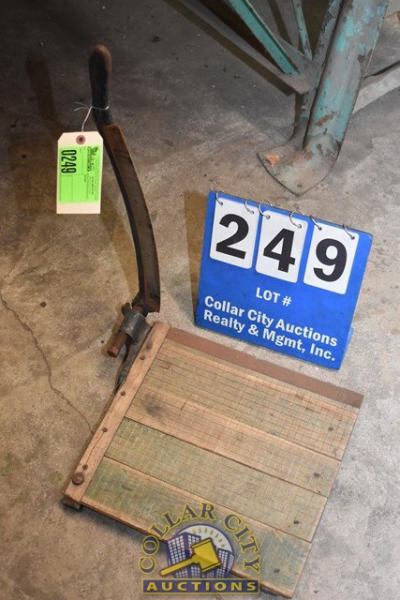 0249
249
LOT #
Collar City Auctions
Realty & Mgmt, Inc.
COLLAR CITY
AUCTIONS